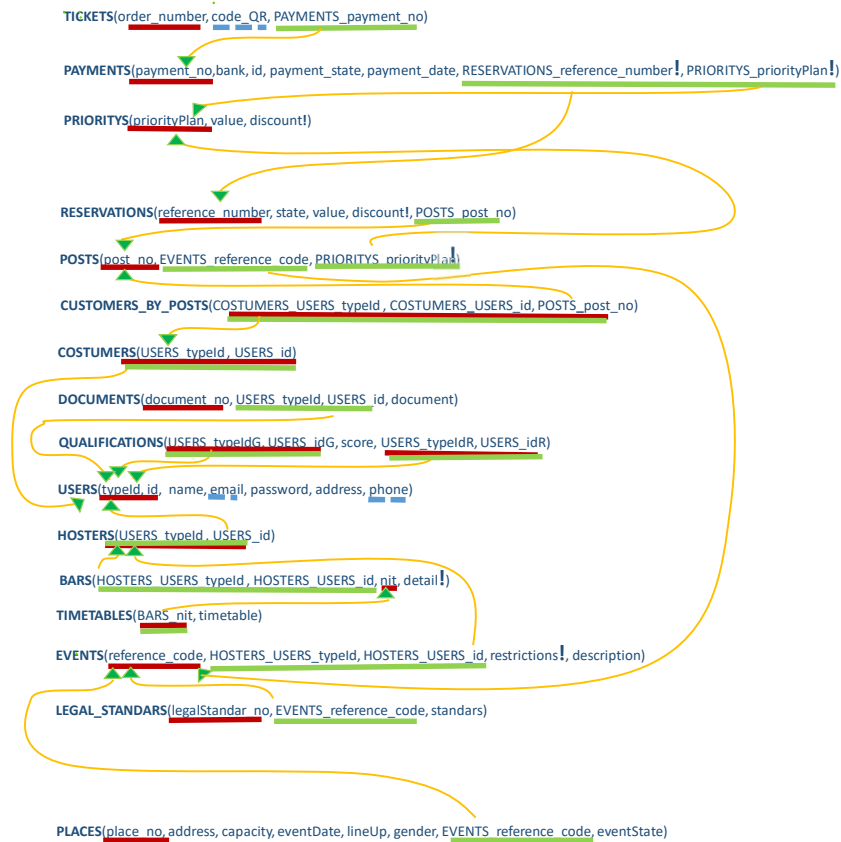 TICKETS(order_number, code_QR, PAYMENTS_payment_no)
PAYMENTS(payment_no,bank, id, payment_state, payment_date, RESERVATIONS_reference_number!, PRIORITYS_priorityPlan!)
PRIORITYS(priorityPlan, value, discount!)
RESERVATIONS(reference_number, state, value, discount!, POSTS_post_no)
POSTS(post_no, EVENTS_reference_code, PRIORITYS_priorityPlan!)
CUSTOMERS_BY_POSTS(COSTUMERS_USERS_typeId, COSTUMERS_USERS_id, POSTS_post_no)
COSTUMERS(USERS_typeId, USERS_id)
DOCUMENTS(document_no, USERS_typeId, USERS_id, document)
QUALIFICATIONS(USERS_typeIdG, USERS_idG, score, USERS_typeIdR, USERS_idR)
USERS(typeId, id, name, email, password, address, phone)
HOSTERS(USERS_typeId, USERS_id)
BARS(HOSTERS_USERS_typeId, HOSTERS_USERS_id, nit, detail!)
TIMETABLES(BARS_nit, timetable)
EVENTS(reference_code, HOSTERS_USERS_typeId, HOSTERS_USERS_id, restrictions!, description)
LEGAL_STANDARS(legalStandar_no, EVENTS_reference_code, standars)
PLACES(place_no, address, capacity, eventDate, lineUp, gender, EVENTS_reference_code, eventState)